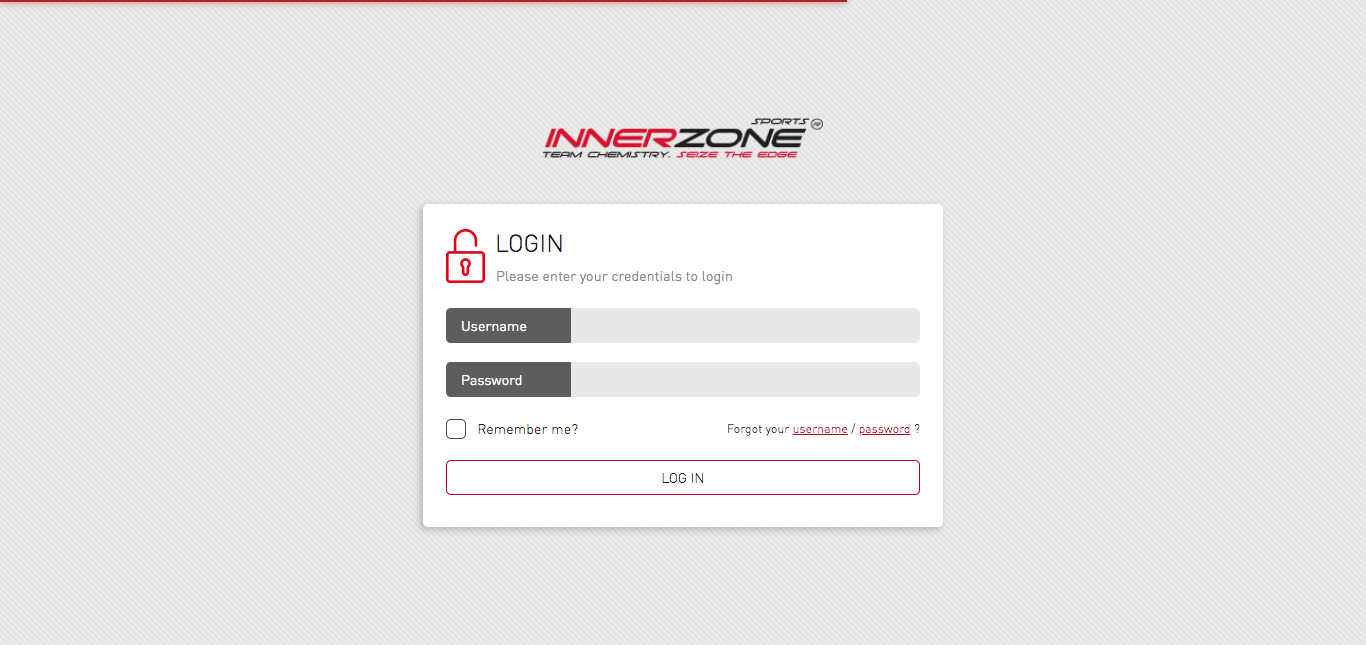 SPORTS ®
INNERZONE
TEAM CHEMISTRY. SEIZE THE EDGE
LOGIN
Please enter your credentials to login
Username
Password
Remember me?
Forgot your username / password ?
LOG IN